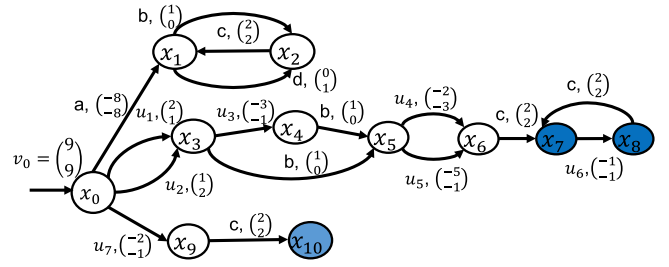 b, (1 0)
x₁
c, (2 2)
x₂
d, (0 1)
a, (-8 -8)
u₁, (2 1)
u₃, (-3 -1)
x₄
b, (1 0)
u₄, (-2 -3)
c, (2 2)
c, (2 2)
v₀ = (9 9)
x₃
x₅
x₆
x₇
x₈
b, (1 0)
u₂, (1 2)
u₅, (-5 -1)
u₆, (-1 -1)
x₀
u₇, (-2 -1)
x₉
c, (2 2)
x₁₀